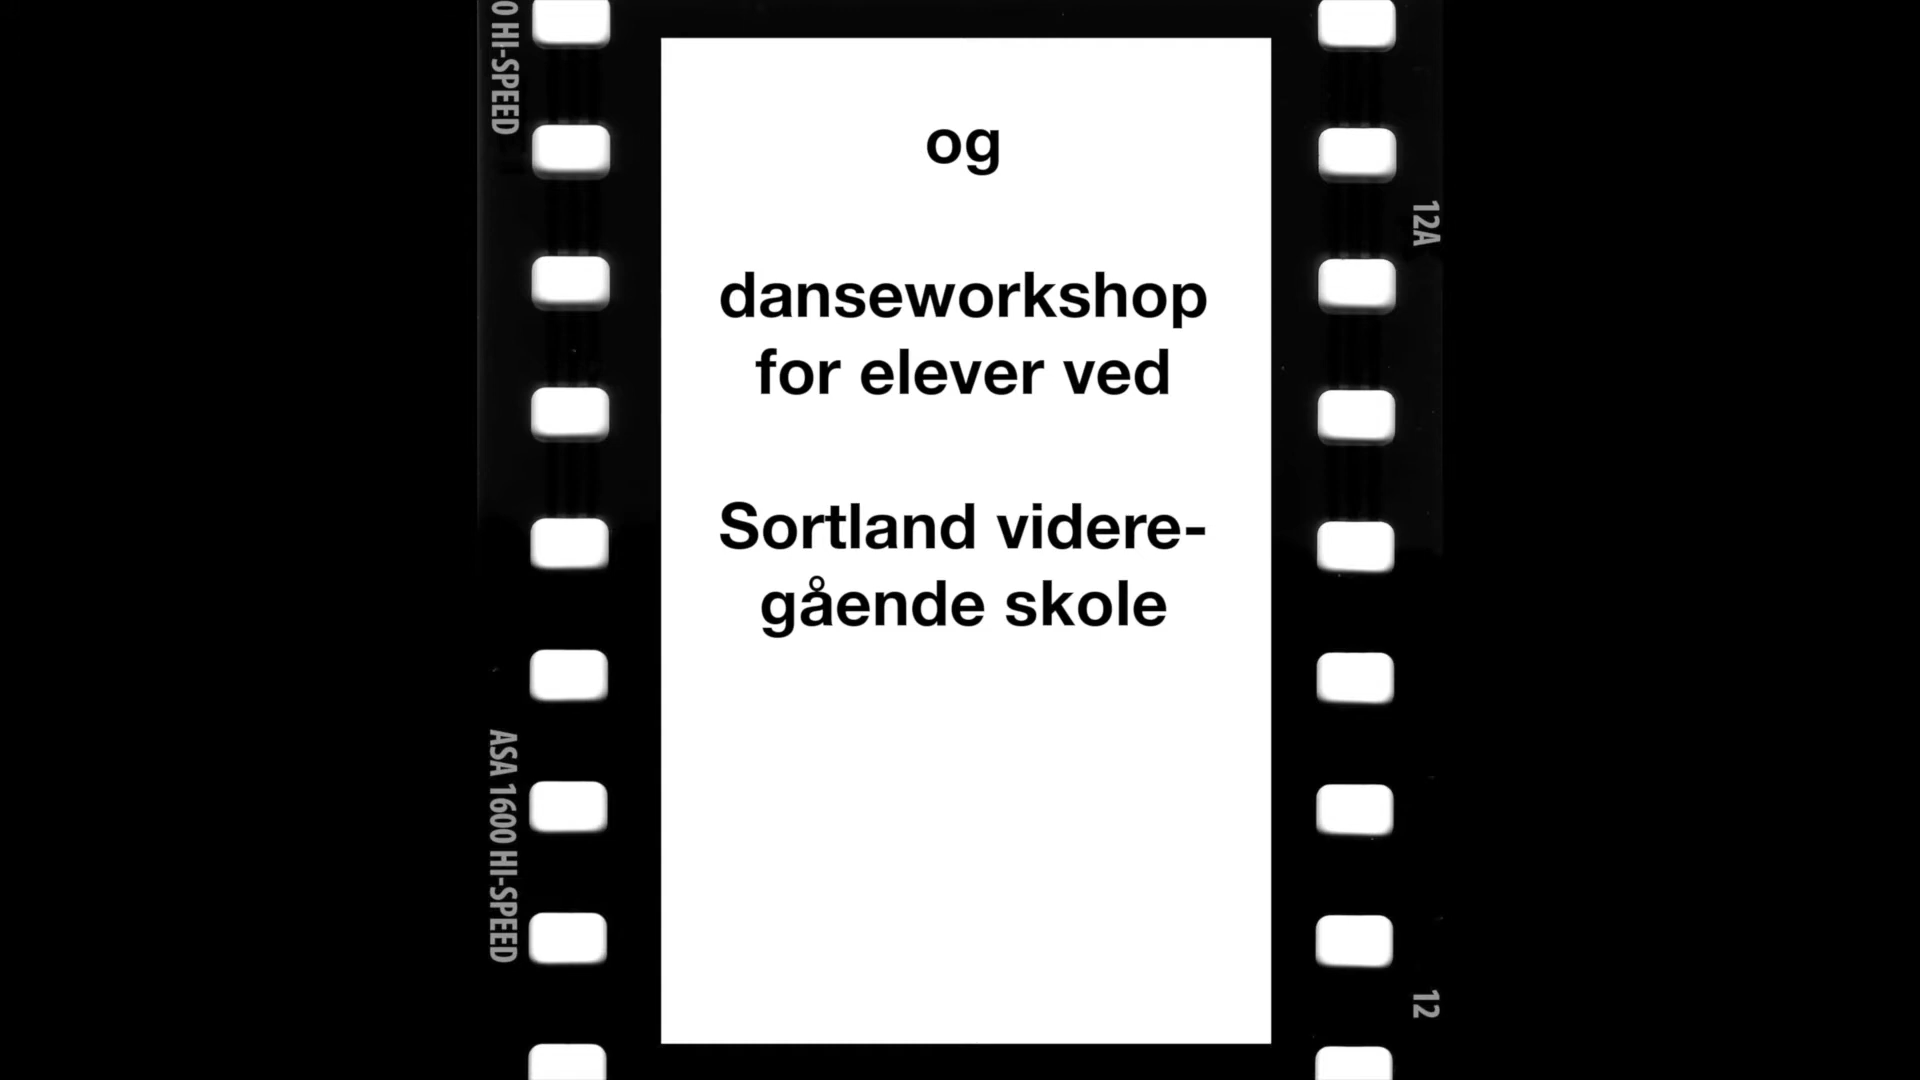 0 HI-SPEED
og
danseworkshop
for elever ved
Sortland videre-
gående skole
12A
ASA 1600 HI-SPEED
12